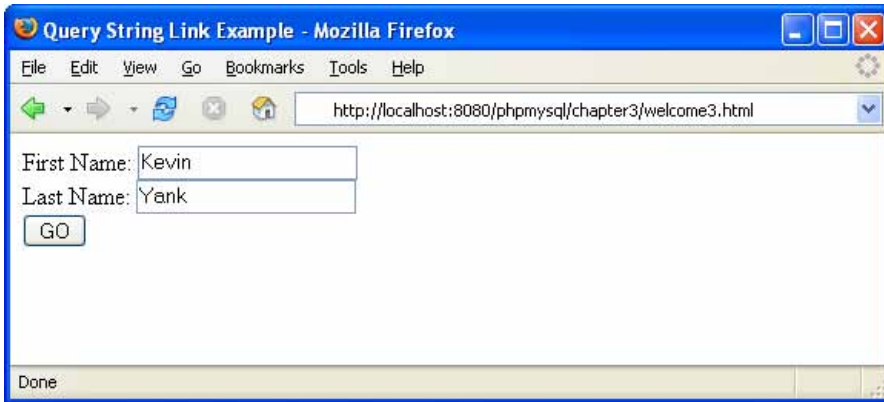 Query String Link Example - Mozilla Firefox
File Edit View Go Bookmarks Tools Help
http://localhost:8080/phpmysql/chapter3/welcome3.html
First Name: Kevin
Last Name: Yank
GO
Done